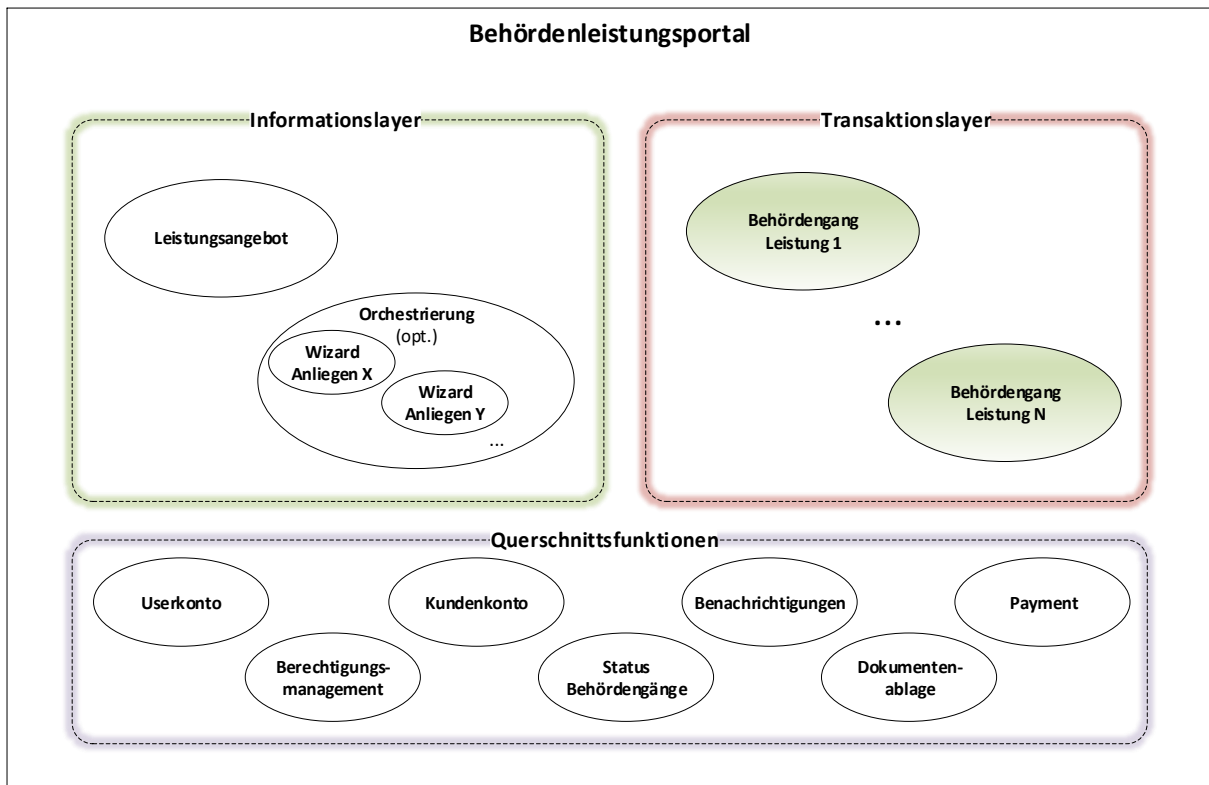 Behördenleistungsportal
Informationslayer
Leistungsangebot
Orchestrierung
(opt.)
Wizard
Anliegen X
Wizard
Anliegen Y
...
Transaktionslayer
Behördengang
Leistung 1
...
Behördengang
Leistung N
Querschnittsfunktionen
Userkonto
Kundenkonto
Benachrichtigungen
Payment
Berechtigungs-
management
Status
Behördengänge
Dokumenten-
ablage